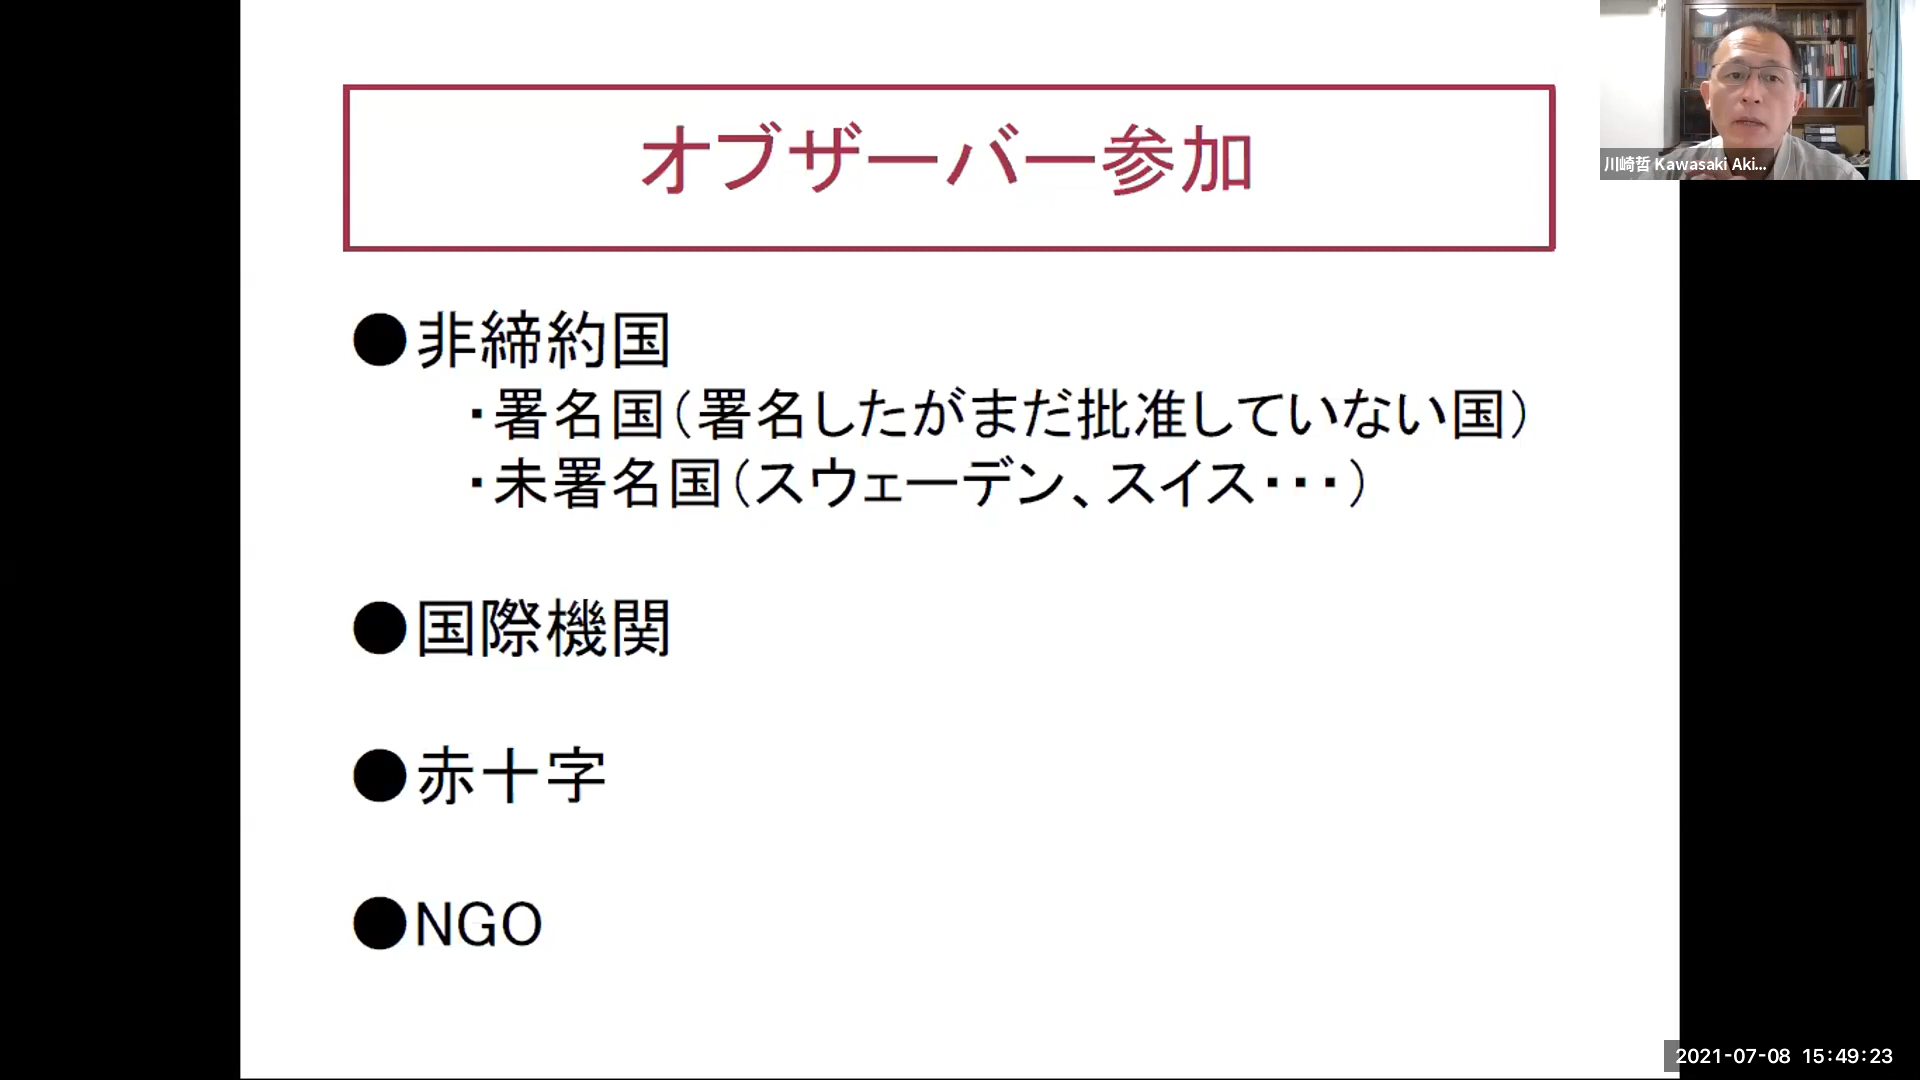 オブザーバー参加
川崎哲 Kawasaki Aki...
●非締約国
・署名国(署名したがまだ批准していない国)
・未署名国(スウェーデン、スイス・・・)
●国際機関
●赤十字
●NGO
2021-07-08 15:49:23